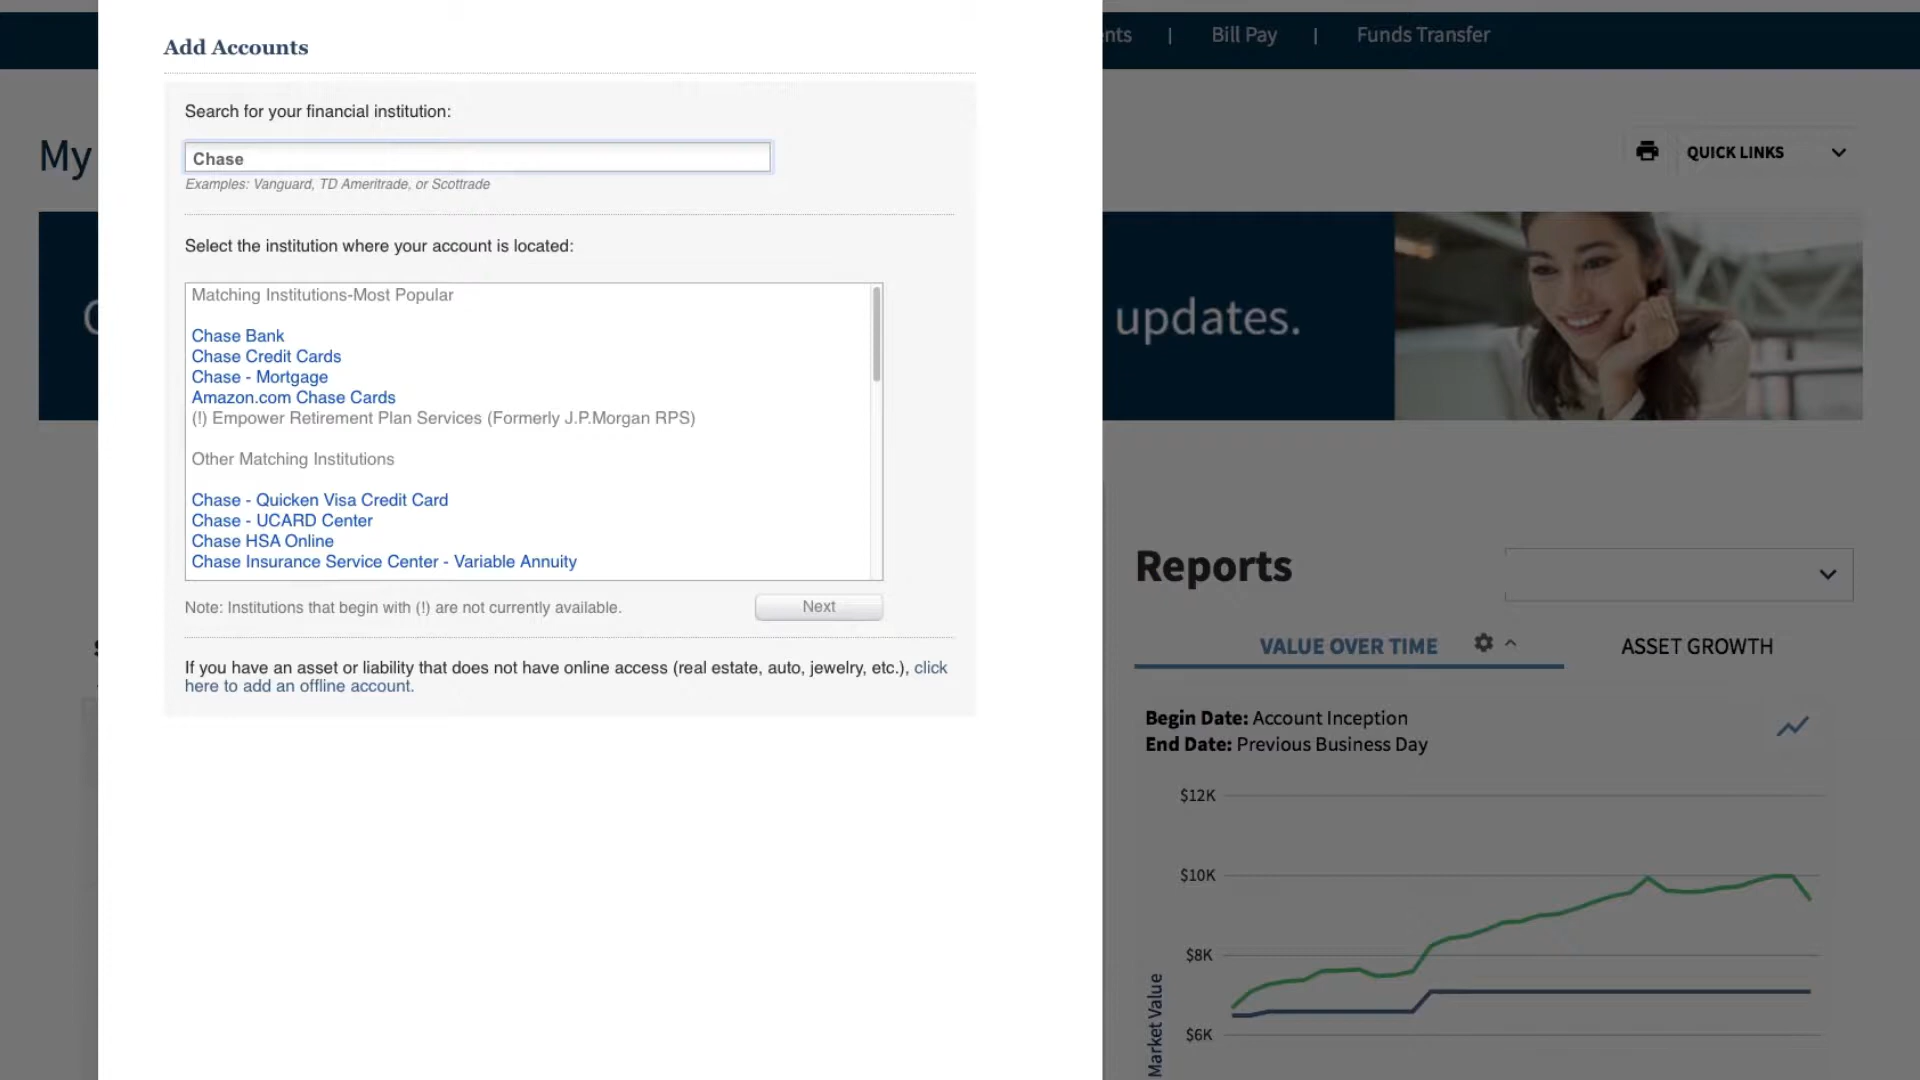 Add Accounts
Search for your financial institution:
Chase
Examples: Vanguard, TD Ameritrade, or Scottrade
Select the institution where your account is located:
Matching Institutions-Most Popular
Chase Bank
Chase Credit Cards
Chase - Mortgage
Amazon.com Chase Cards
(!) Empower Retirement Plan Services (Formerly J.P.Morgan RPS)
Other Matching Institutions
Chase - Quicken Visa Credit Card
Chase - UCARD Center
Chase HSA Online
Chase Insurance Service Center - Variable Annuity
Note: Institutions that begin with (!) are not currently available.
Next
If you have an asset or liability that does not have online access (real estate, auto, jewelry, etc.), click
here to add an offline account.
nts | Bill Pay | Funds Transfer
My
QUICK LINKS
updates.
Reports
VALUE OVER TIME
ASSET GROWTH
Begin Date: Account Inception
End Date: Previous Business Day
$12K
$10K
$8K
$6K
Market Value